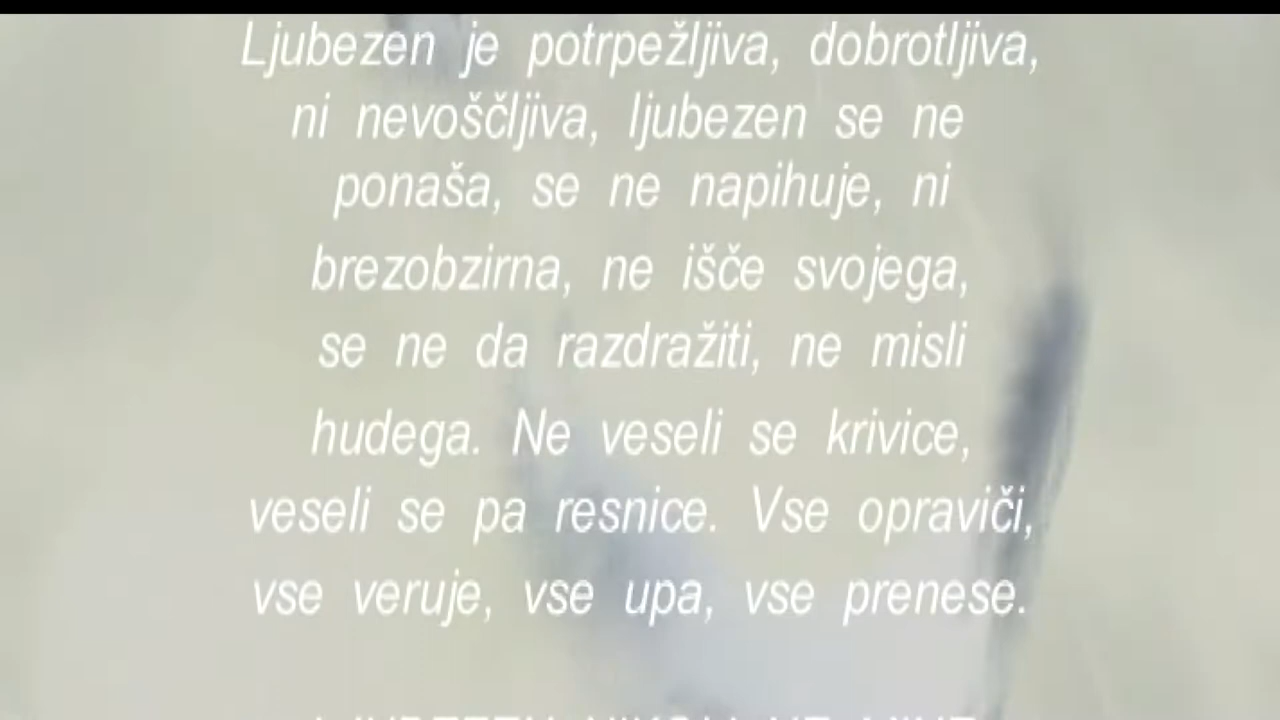 Ljubezen je potrpežljiva, dobrotljiva,
ni nevoščljiva, ljubezen se ne
ponaša, se ne napihuje, ni
brezobzirna, ne išče svojega,
se ne da razdražiti, ne misli
hudega. Ne veseli se krivice,
veseli se pa resnice. Vse opraviči,
vse veruje, vse upa, vse prenese.